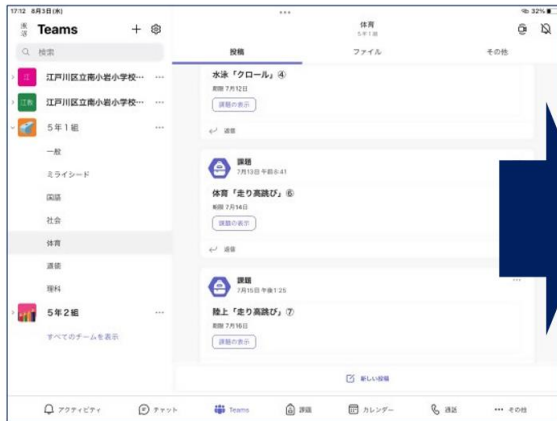 17:12 8月3日(水)
32%
Teams
検索
江戸川区立南小岩小学校…
江戸川区立南小岩小学校…
5年1組
一般
ミライシード
国語
社会
体育
道徳
理科
5年2組
すべてのチームを表示
体育
5年1組
投稿
ファイル
その他
水泳「クロール」④
期限 7月12日
課題の表示
返信
課題
7月13日 午前8:41
体育「走り高跳び」⑥
期限 7月14日
課題の表示
返信
課題
7月15日 午後1:25
陸上「走り高跳び」⑦
期限 7月16日
課題の表示
新しい投稿
アクティビティ
チャット
Teams
課題
カレンダー
通話
その他